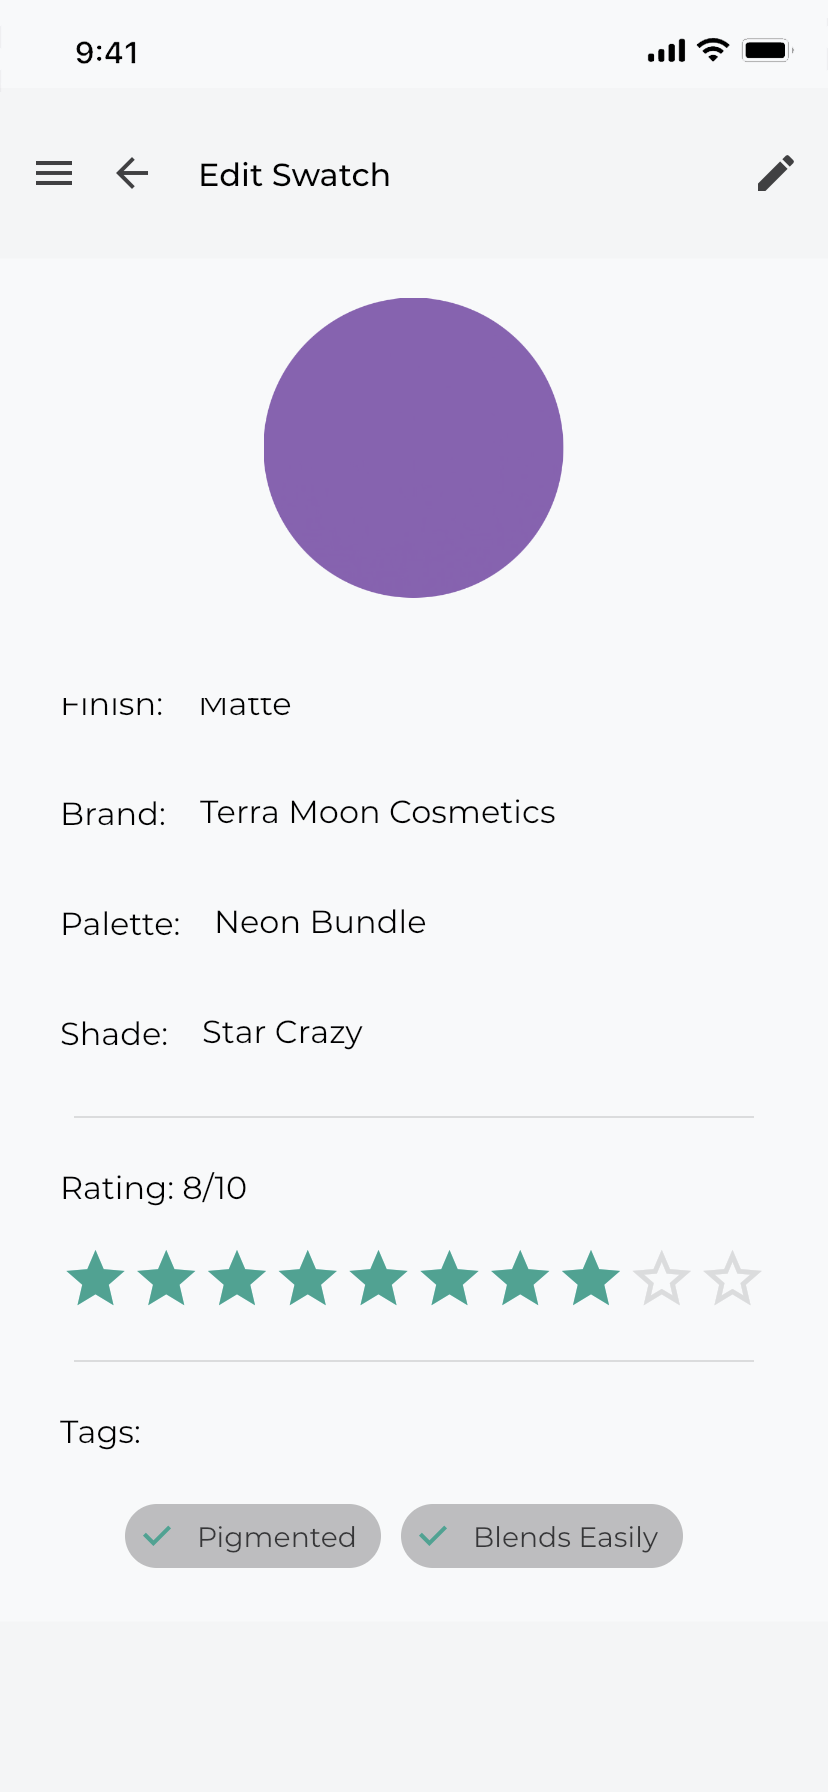 9:41
Edit Swatch
Finish: Matte
Brand: Terra Moon Cosmetics
Palette: Neon Bundle
Shade: Star Crazy
Rating: 8/10
Tags:
Pigmented Blends Easily